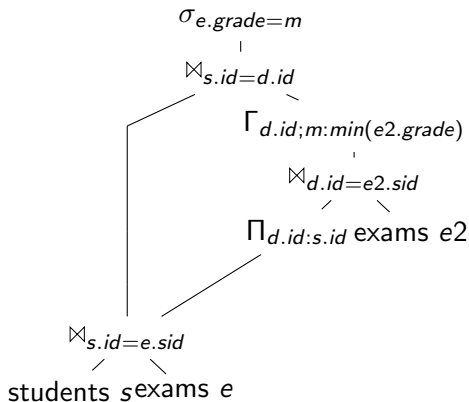 σe.grade=m
⋈s.id=d.id
Γd.id;m:min(e2.grade)
⋈d.id=e2.sid
Πd.id:s.id exams e2
⋈s.id=e.sid
students s exams e